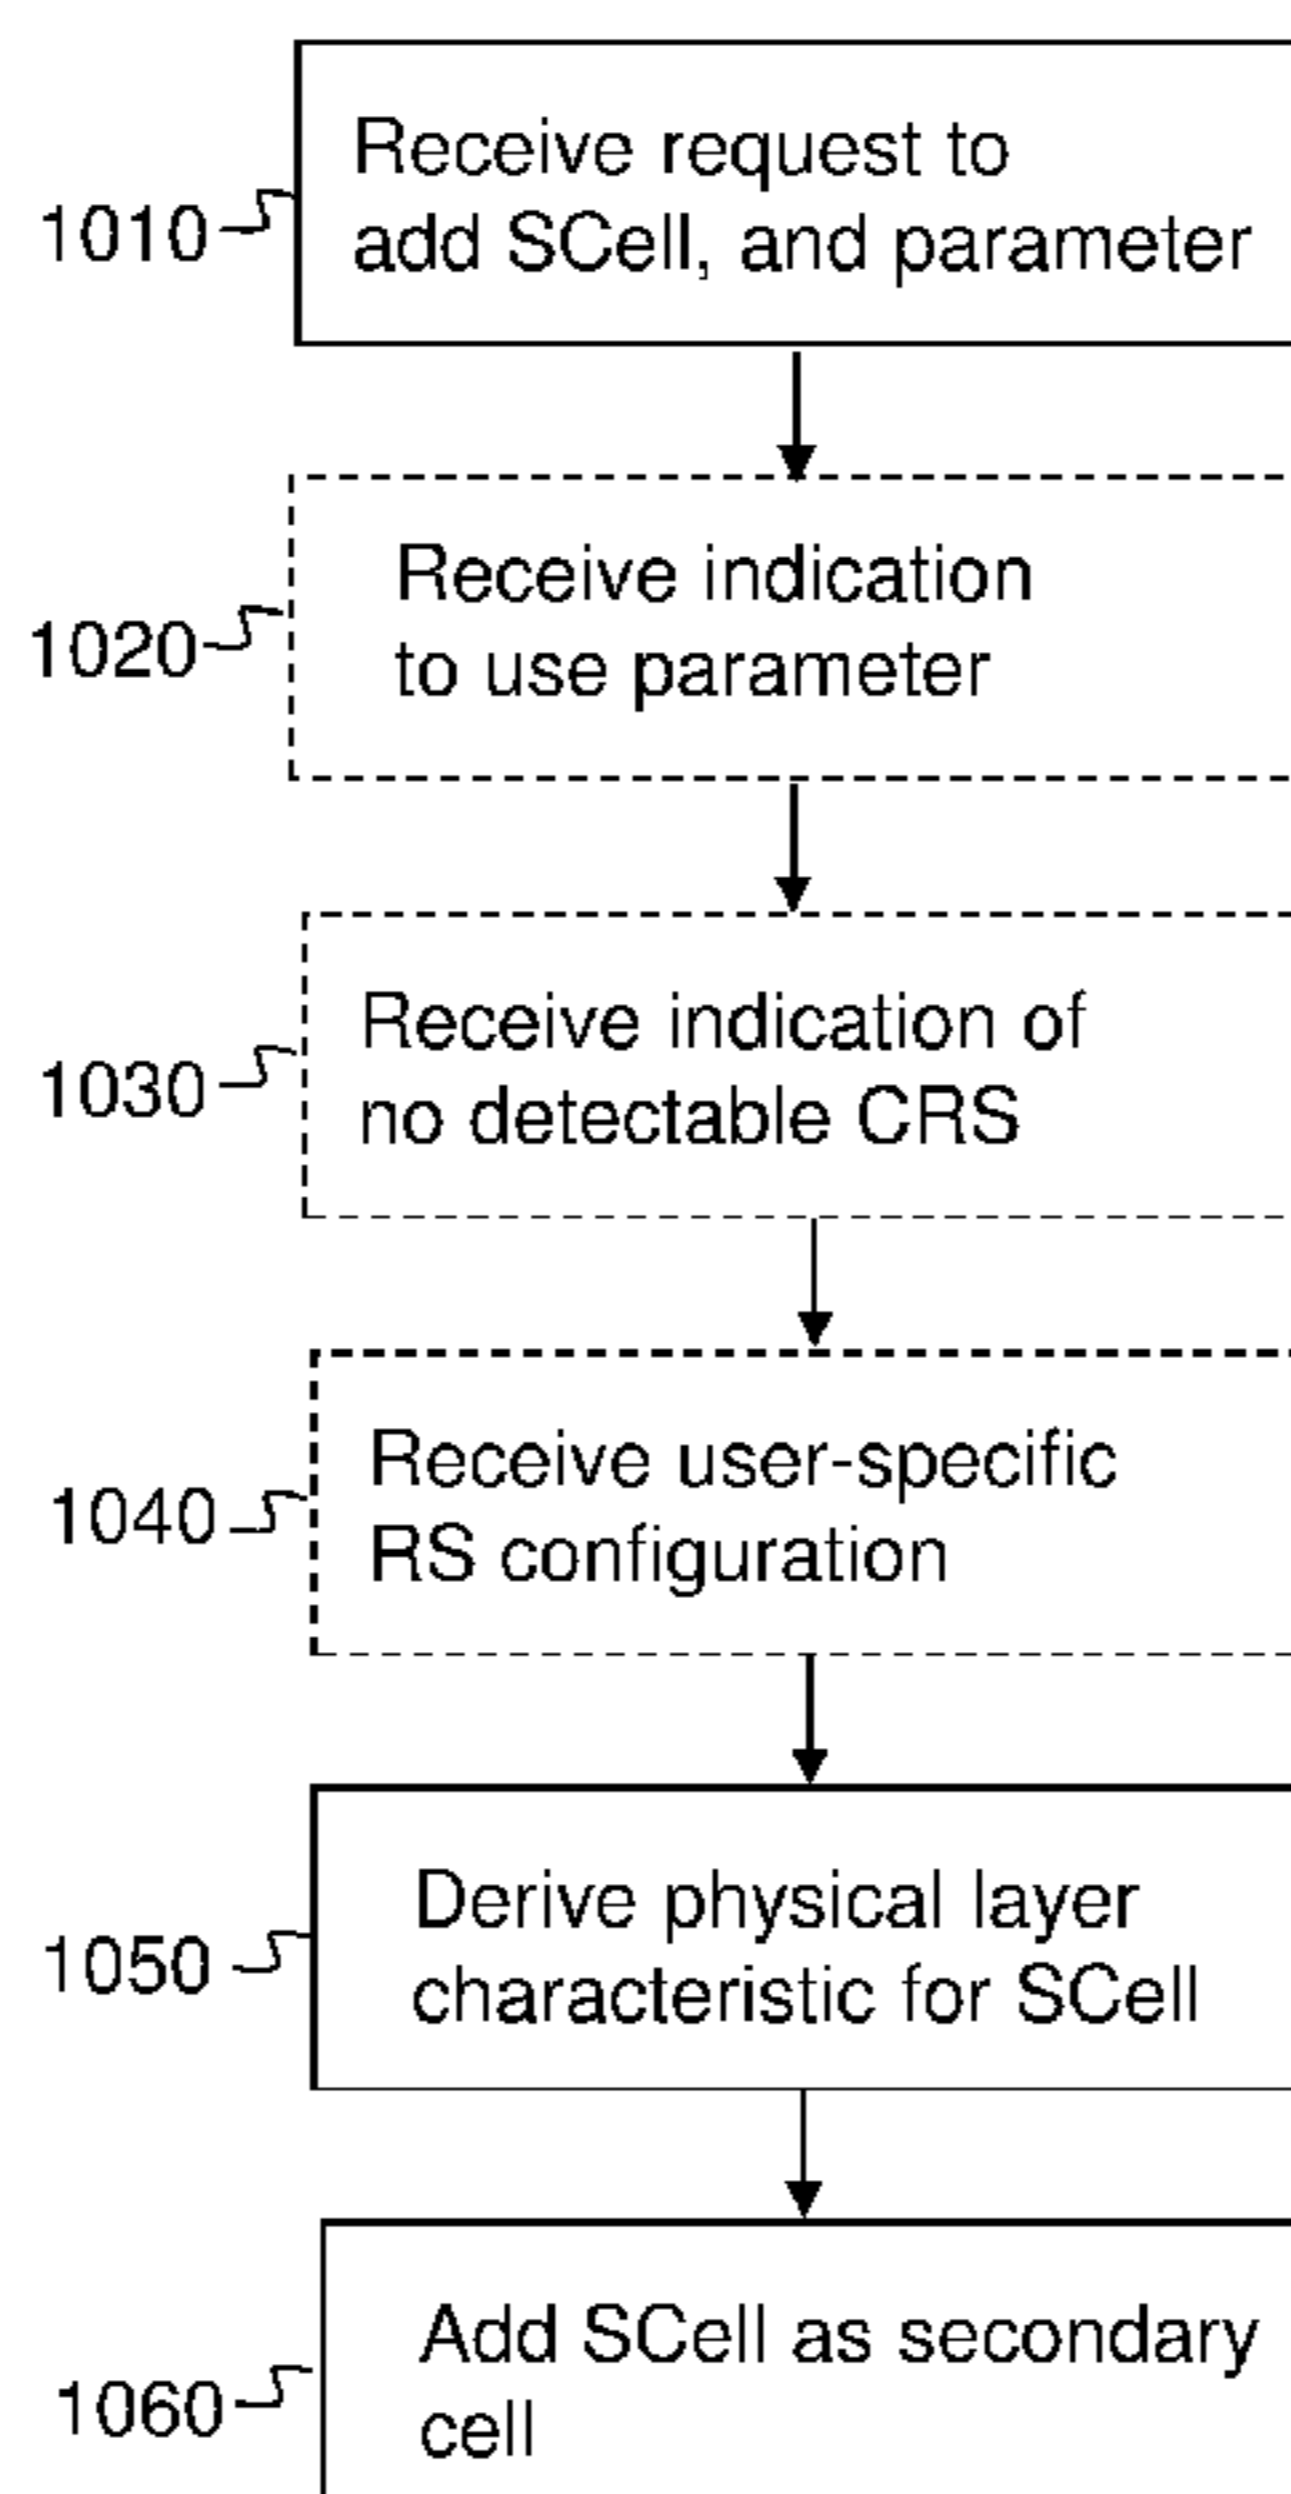 1010
Receive request to
add SCell, and parameter
1020
Receive indication
to use parameter
1030
Receive indication of
no detectable CRS
1040
Receive user-specific
RS configuration
1050
Derive physical layer
characteristic for SCell
1060
Add SCell as secondary
cell